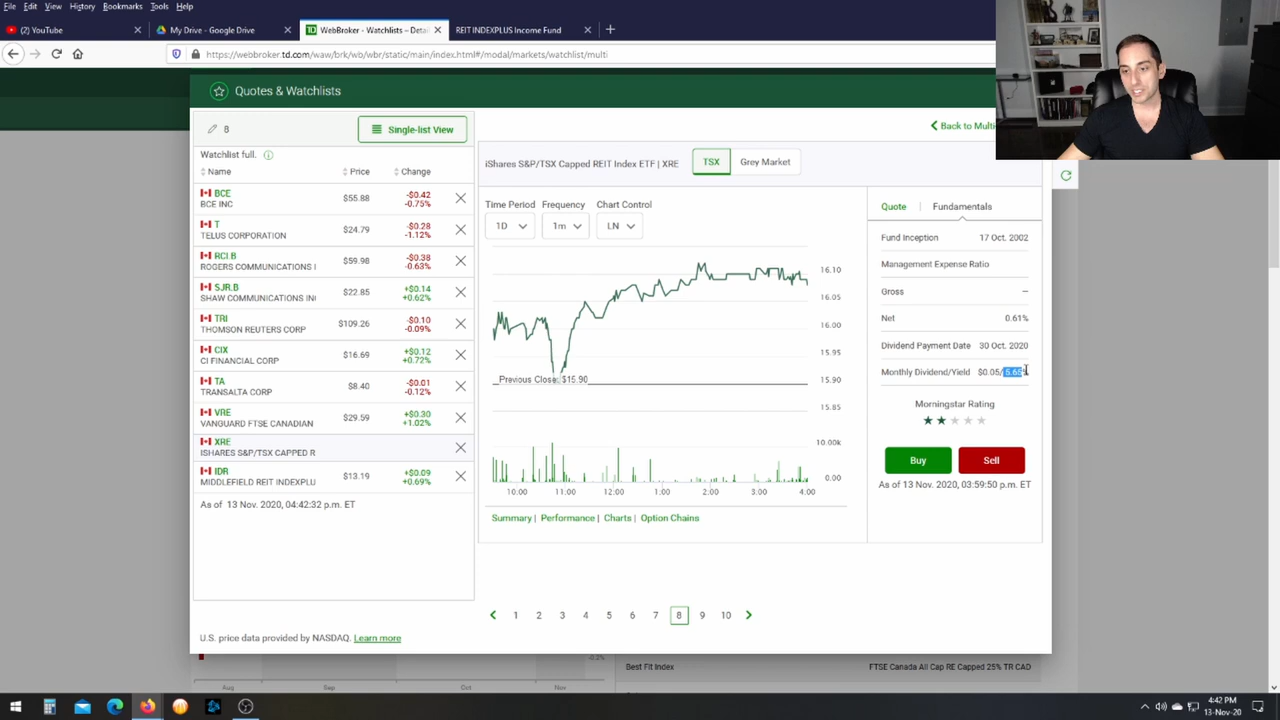 File Edit View History Bookmarks Tools Help
(2) YouTube
My Drive - Google Drive
TD WebBroker - Watchlists – Detail
REIT INDEXPLUS Income Fund
https://webbroker.td.com/waw/brk/wb/wbr/static/main/index.html#/modal/markets/watchlist/multi
Quotes & Watchlists
8
Single-list View
Back to Multi
Watchlist full.
Name Price Change
BCE
BCE INC
$55.88
-$0.42
-0.75%
T
TELUS CORPORATION
$24.79
-$0.28
-1.12%
RCI.B
ROGERS COMMUNICATIONS I
$59.98
-$0.38
-0.63%
SJR.B
SHAW COMMUNICATIONS INC
$22.85
+$0.14
+0.62%
TRI
THOMSON REUTERS CORP
$109.26
-$0.10
-0.09%
CIX
CI FINANCIAL CORP
$16.69
+$0.12
+0.72%
TA
TRANSALTA CORP
$8.40
-$0.01
-0.12%
VRE
VANGUARD FTSE CANADIAN
$29.59
+$0.30
+1.02%
XRE
ISHARES S&P/TSX CAPPED R
IDR
MIDDLEFIELD REIT INDEXPLU
$13.19
+$0.09
+0.69%
As of 13 Nov. 2020, 04:42:32 p.m. ET
iShares S&P/TSX Capped REIT Index ETF | XRE
TSX
Grey Market
Time Period Frequency Chart Control
1D 1m LN
16.10
16.05
16.00
15.95
15.90
15.85
Previous Close: $15.90
10.00k
0.00
10:00 11:00 12:00 1:00 2:00 3:00 4:00
Summary | Performance | Charts | Option Chains
Quote | Fundamentals
Fund Inception 17 Oct. 2002
Management Expense Ratio
Gross –
Net 0.61%
Dividend Payment Date 30 Oct. 2020
Monthly Dividend/Yield $0.05/5.65%
Morningstar Rating
Buy
Sell
As of 13 Nov. 2020, 03:59:50 p.m. ET
1 2 3 4 5 6 7 8 9 10
U.S. price data provided by NASDAQ. Learn more
Best Fit Index FTSE Canada All Cap RE Capped 25% TR CAD
Aug Sep Oct Nov
4:42 PM
13-Nov-20